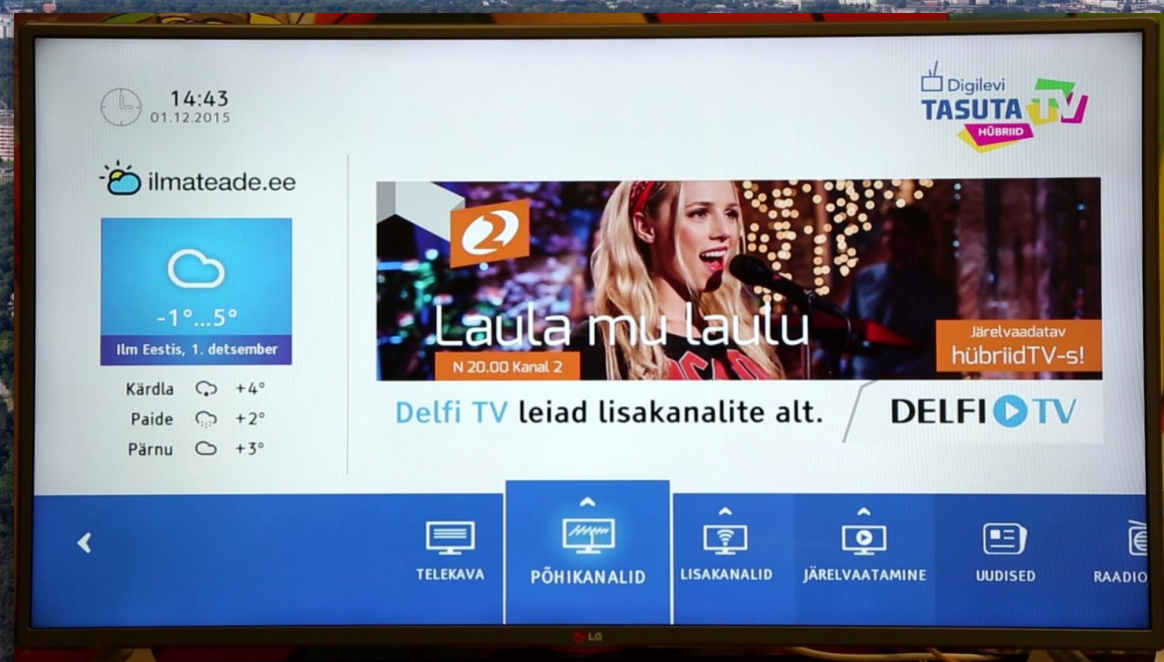 14:43
01.12.2015
Digilevi
TASUTA TV
HÜBRIID
ilmateade.ee
-1°...5°
Ilm Eestis, 1. detsember
Kärdla +4°
Paide +2°
Pärnu +3°
2
Laula mu laulu
N 20.00 Kanal 2
Järelvaadatav
hübriidTV-s!
Delfi TV leiad lisakanalite alt.
DELFI TV
TELEKAVA
PÕHIKANALID
LISAKANALID
JÄRELVAATAMINE
UUDISED
RAADIO
LG